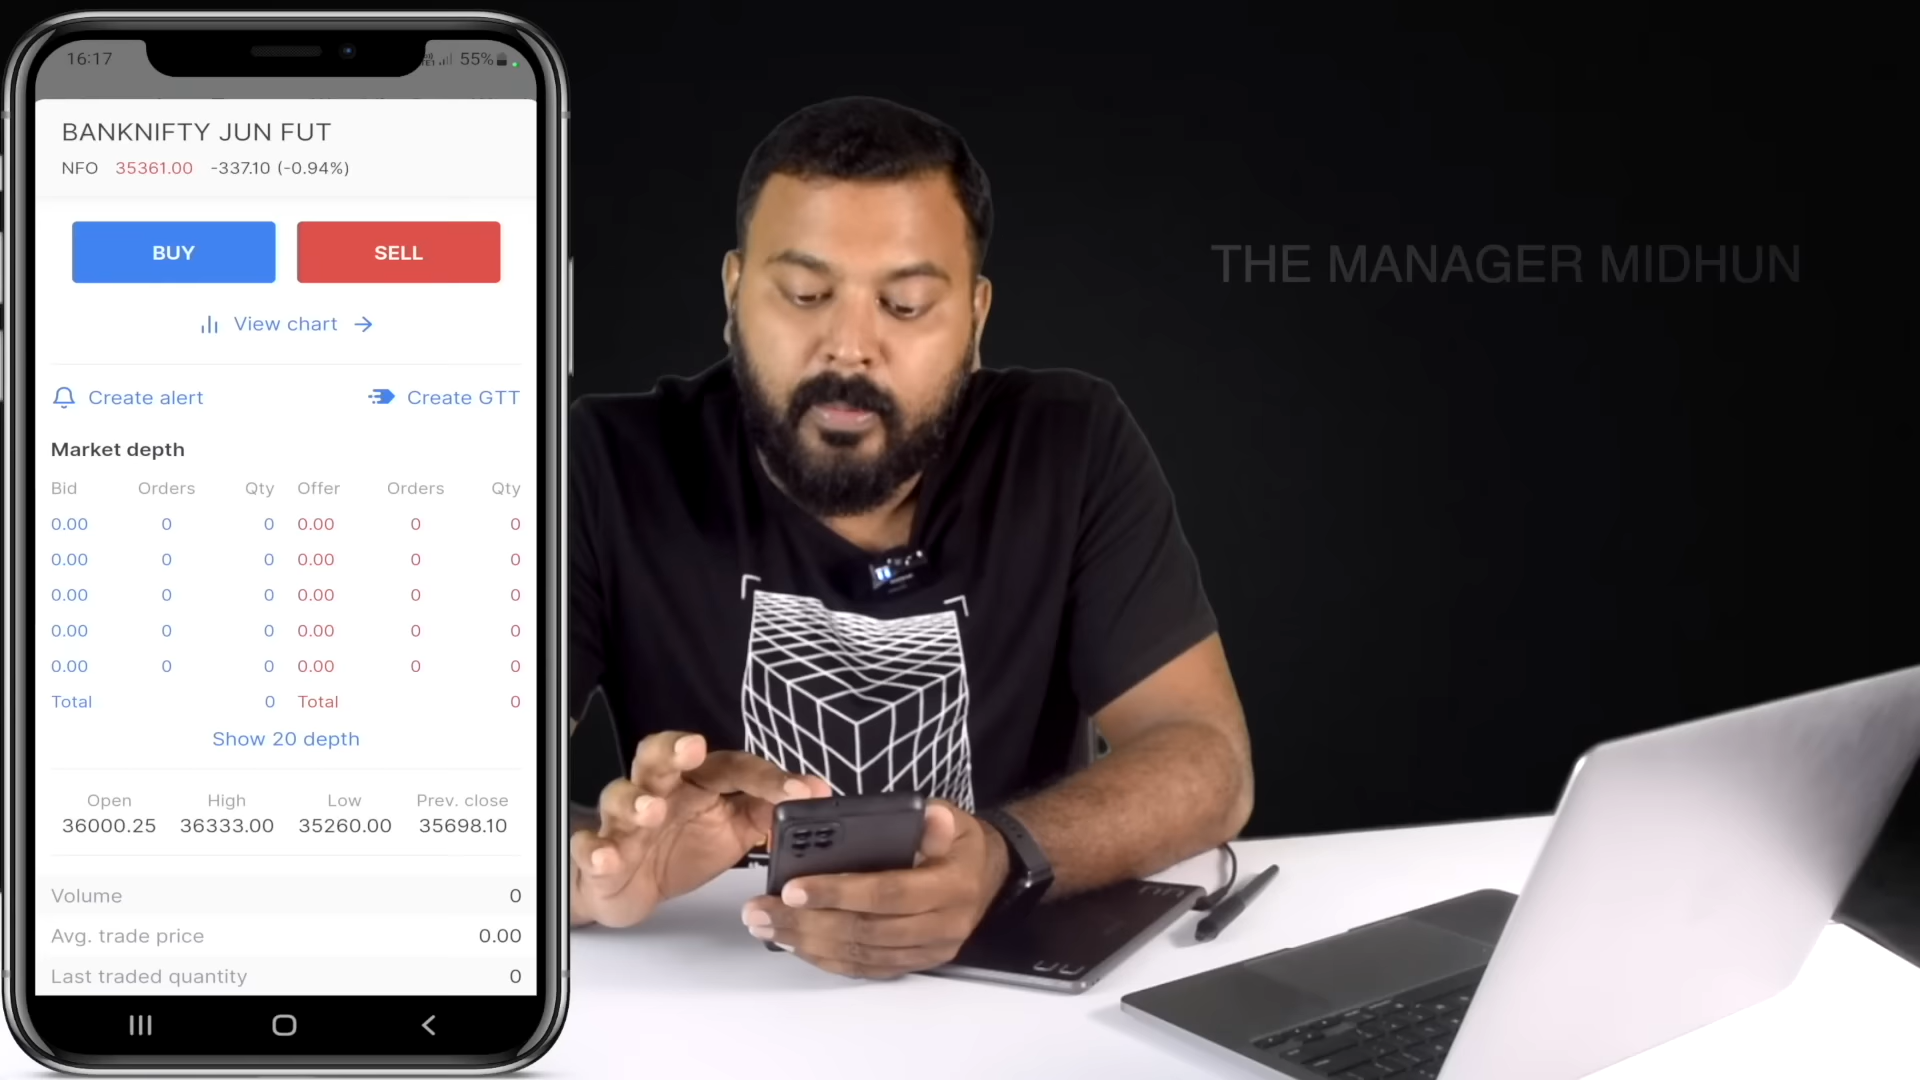 16:17
55%
BANKNIFTY JUN FUT
NFO 35361.00 -337.10 (-0.94%)
BUY SELL
View chart
Create alert Create GTT
Market depth
Bid Orders Qty Offer Orders Qty
0.00 0 0 0.00 0 0
0.00 0 0 0.00 0 0
0.00 0 0 0.00 0 0
0.00 0 0 0.00 0 0
0.00 0 0 0.00 0 0
Total 0 Total 0
Show 20 depth
Open High Low Prev. close
36000.25 36333.00 35260.00 35698.10
Volume 0
Avg. trade price 0.00
Last traded quantity 0
THE MANAGER MIDHUN